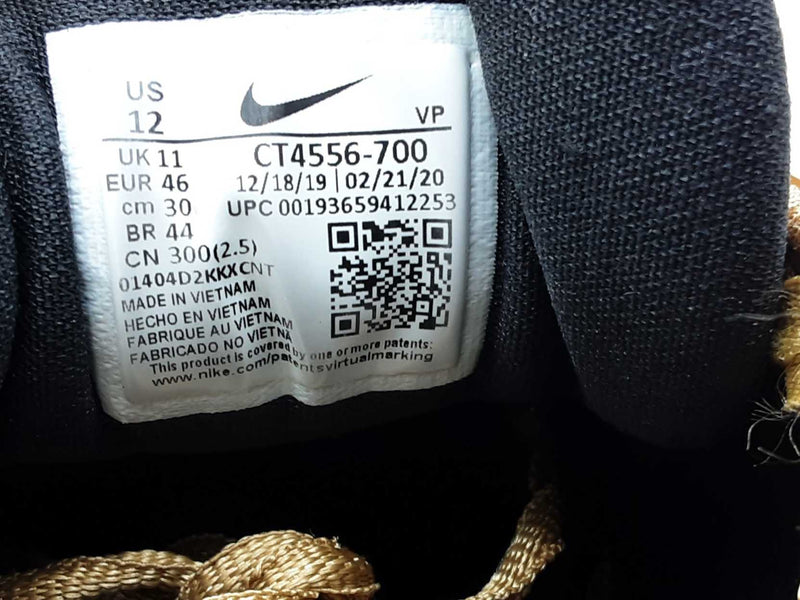 US
12
VP
UK 11
CT4556-700
EUR 46
12/18/19 | 02/21/20
cm 30
UPC 00193659412253
BR 44
CN 300(2.5)
01404D2KKXCNT
MADE IN VIETNAM
HECHO EN VIETNAM
FABRIQUE AU VIETNAM
FABRICADO NO VIETNÃ
This product is covered by one or more patents:
www.nike.com/patentsvirtualmarking